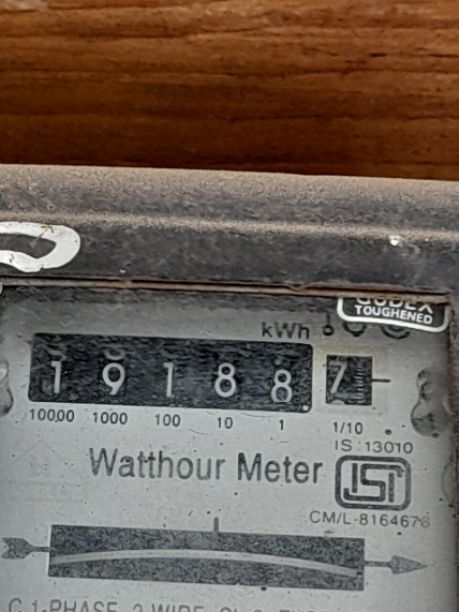 kWh
TOUGHENED
1 9 1 8 8 7
10000 1000 100 10 1 1/10
IS:13010
Watthour Meter
ISI
CM/L-8164676